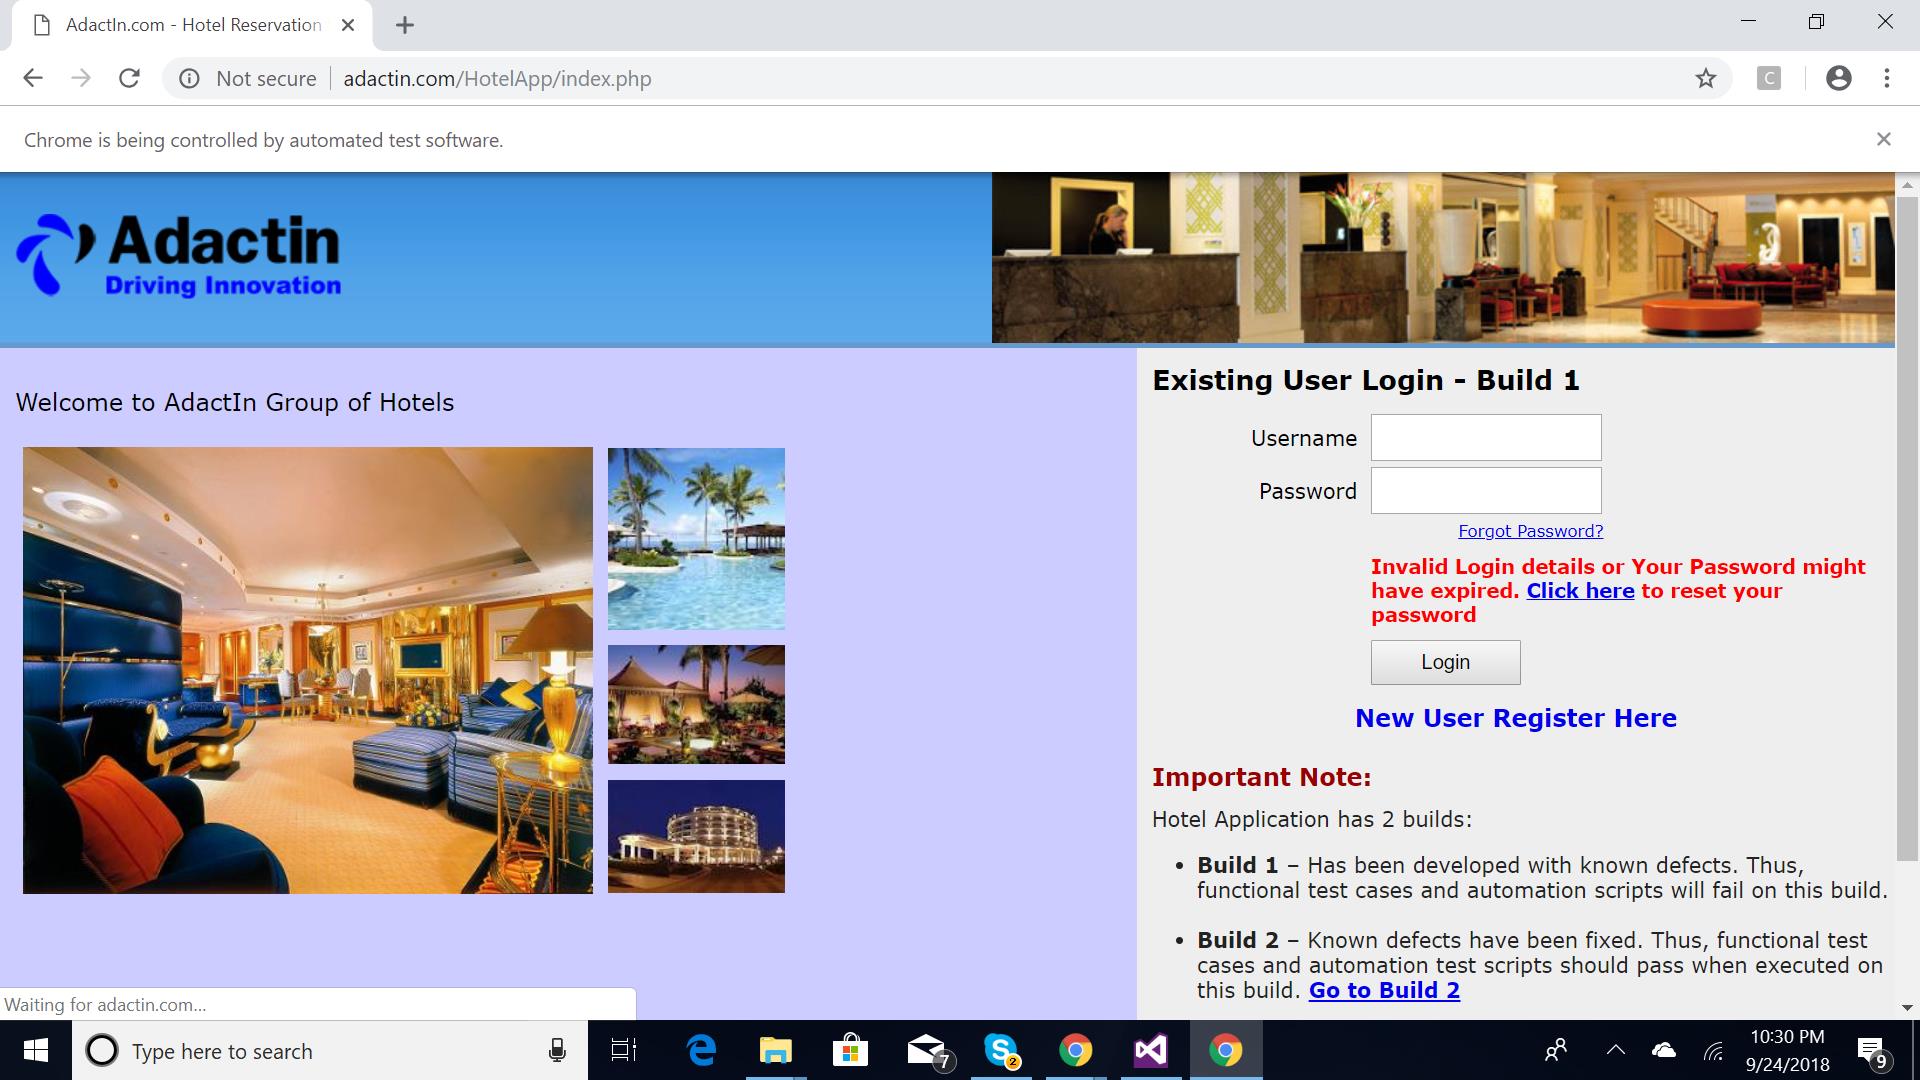 AdactIn.com - Hotel Reservation
Not secure
adactin.com/HotelApp/index.php
C
Chrome is being controlled by automated test software.
Adactin
Driving Innovation
Welcome to AdactIn Group of Hotels
Existing User Login - Build 1
Username
Password
Forgot Password?
Invalid Login details or Your Password might
have expired. Click here to reset your
password
Login
New User Register Here
Important Note:
Hotel Application has 2 builds:
• Build 1 – Has been developed with known defects. Thus,
functional test cases and automation scripts will fail on this build.
• Build 2 – Known defects have been fixed. Thus, functional test
cases and automation test scripts should pass when executed on
this build. Go to Build 2
Waiting for adactin.com...
Type here to search
7
S
2
10:30 PM
9/24/2018
9